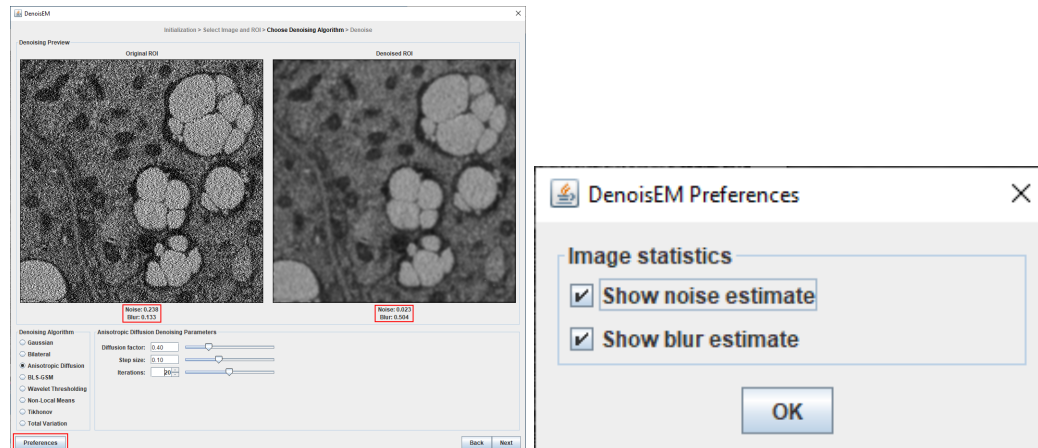 DenoisEM
Initialization > Select Image and ROI > Choose Denoising Algorithm > Denoise
Denoising Preview
Original ROI
Denoised ROI
Noise: 0.238
Blur: 0.133
Noise: 0.023
Blur: 0.504
Denoising Algorithm
Gaussian
Bilateral
Anisotropic Diffusion
BLS-GSM
Wavelet Thresholding
Non-Local Means
Tikhonov
Total Variation
Anisotropic Diffusion Denoising Parameters
Diffusion factor: 0.40
Step size: 0.10
Iterations: 20
Preferences
Back
Next
DenoisEM Preferences
Image statistics
Show noise estimate
Show blur estimate
OK